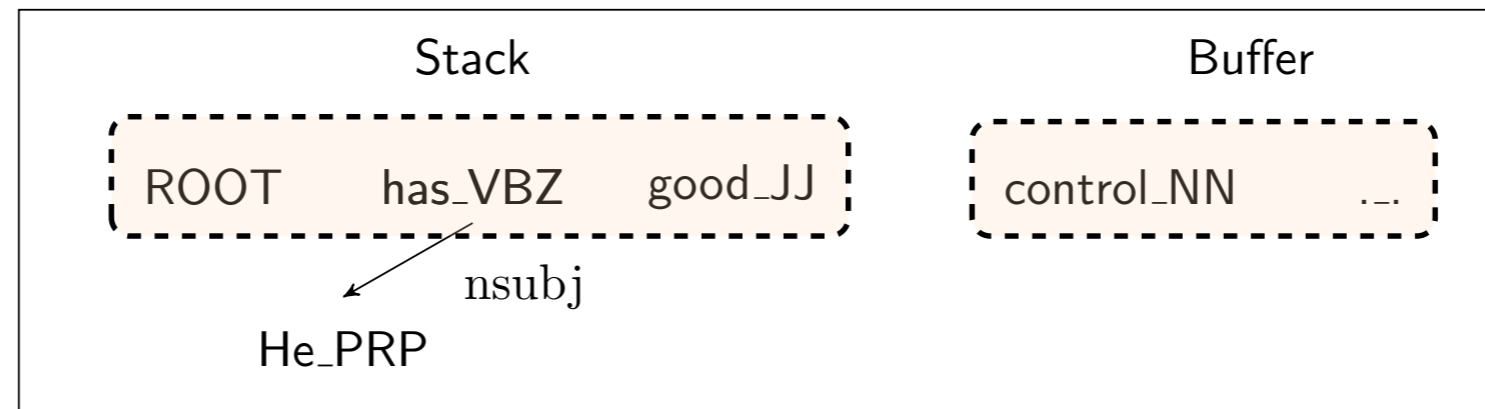 Stack Buffer
ROOT has_VBZ good_JJ control_NN ._.
nsubj
He_PRP